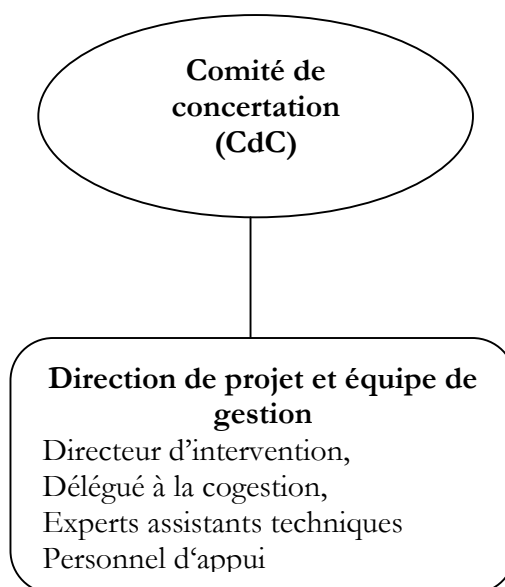 Comité de
concertation
(CdC)
Direction de projet et équipe de
gestion
Directeur d’intervention,
Délégué à la cogestion,
Experts assistants techniques
Personnel d‘appui